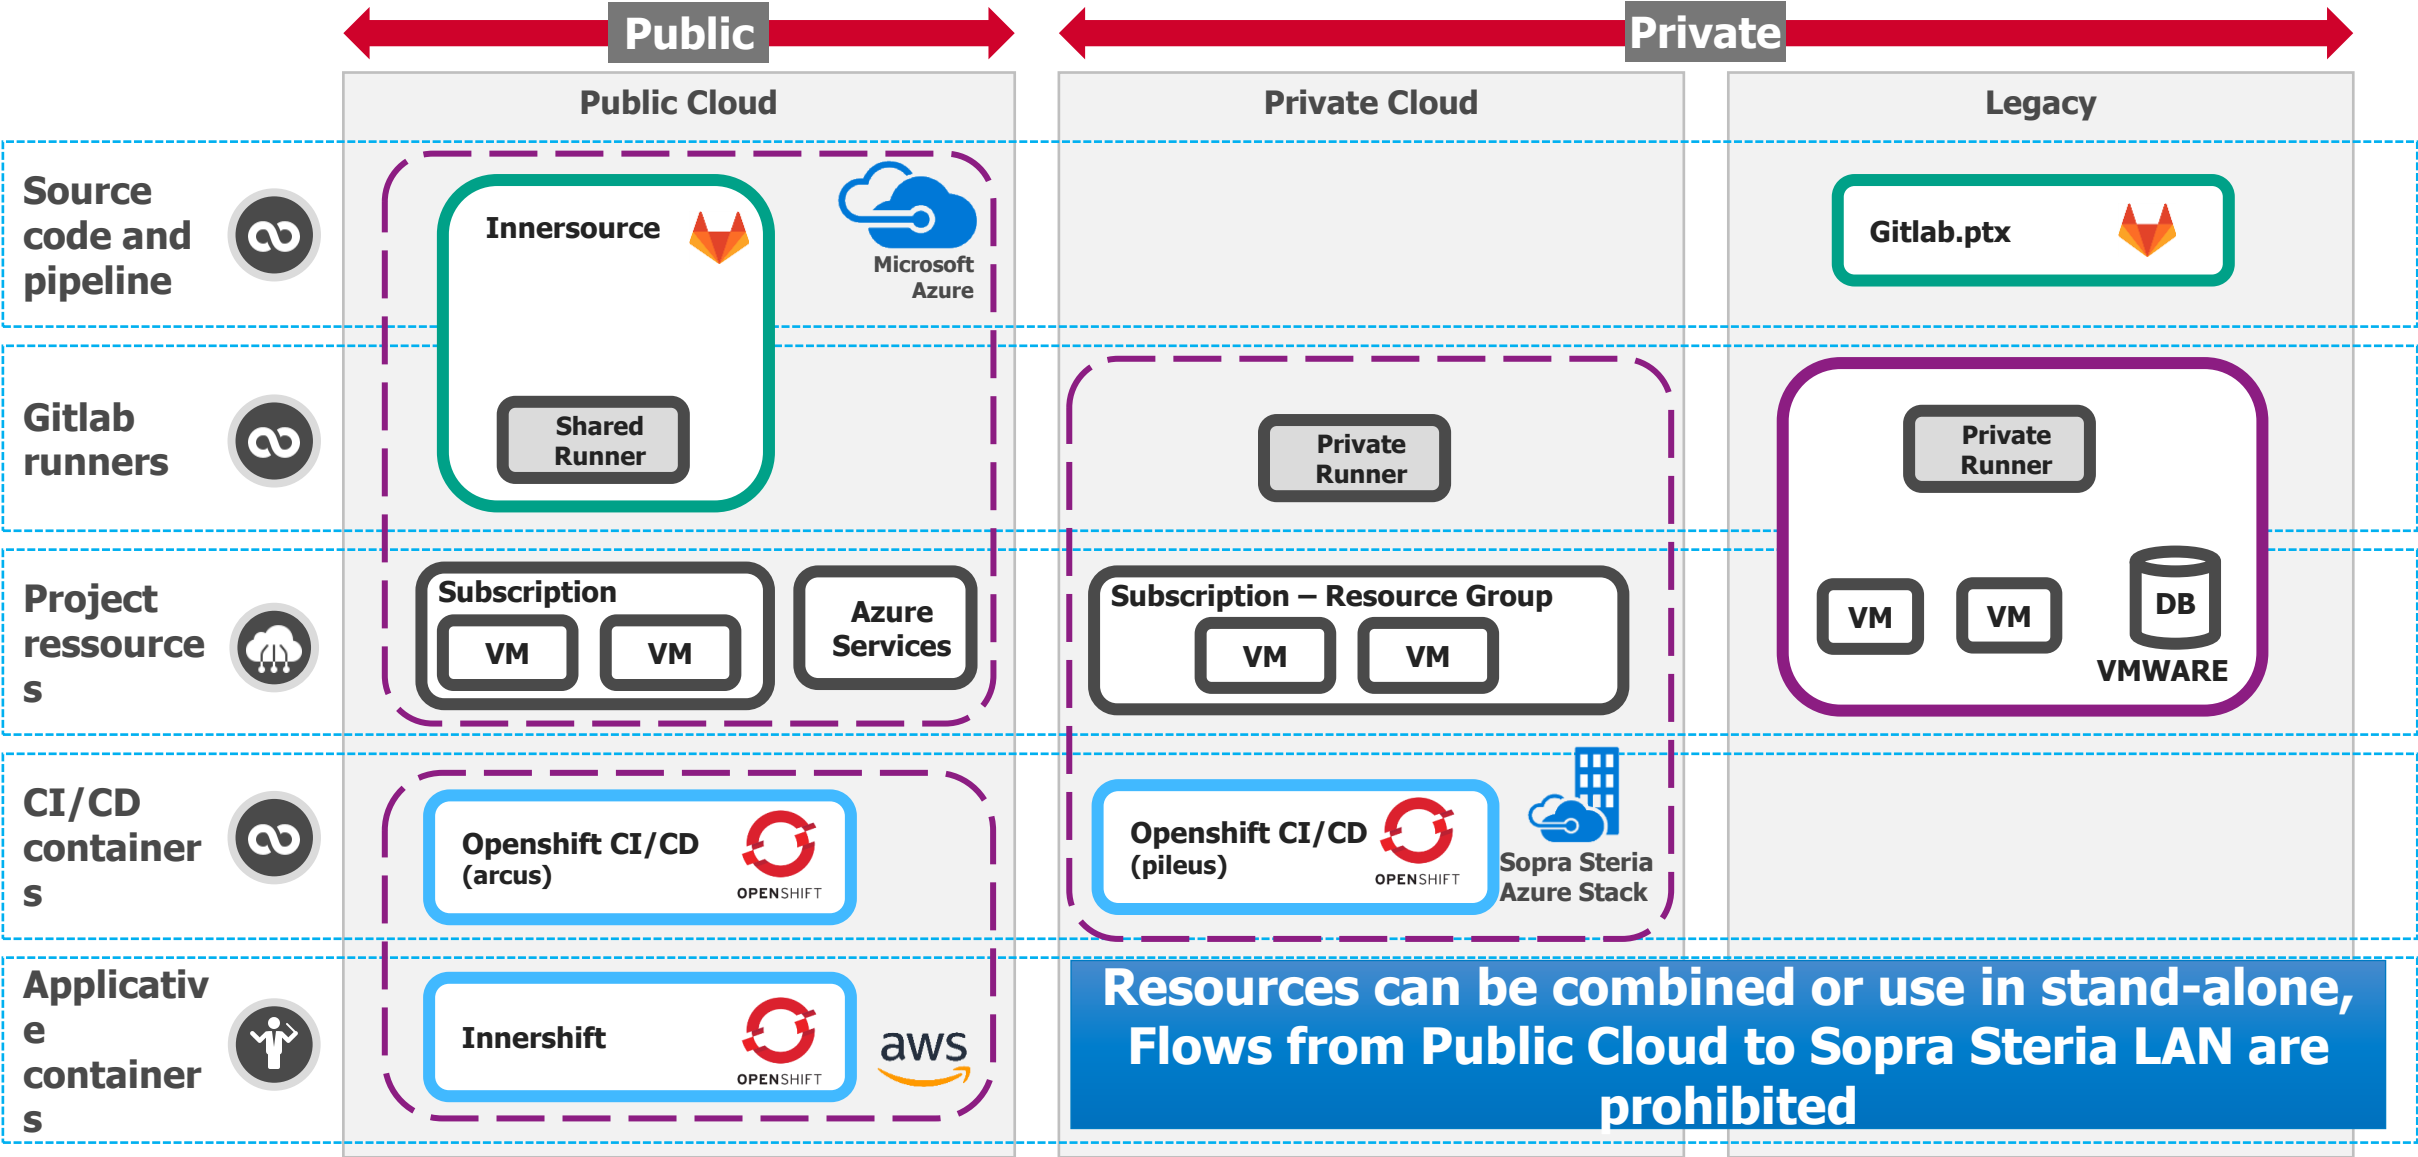 Public
Private
Public Cloud
Private Cloud
Legacy
Source
code and
pipeline
Innersource
Microsoft
Azure
Gitlab.ptx
Gitlab
runners
Shared
Runner
Private
Runner
Private
Runner
Project
ressource
s
Subscription
VM
VM
Azure
Services
Subscription – Resource Group
VM
VM
VM
VM
DB
VMWARE
CI/CD
container
s
Openshift CI/CD
(arcus)
OPENSHIFT
Openshift CI/CD
(pileus)
OPENSHIFT
Sopra Steria
Azure Stack
Applicativ
e
container
s
Innershift
OPENSHIFT
aws
Resources can be combined or use in stand-alone,
Flows from Public Cloud to Sopra Steria LAN are
prohibited